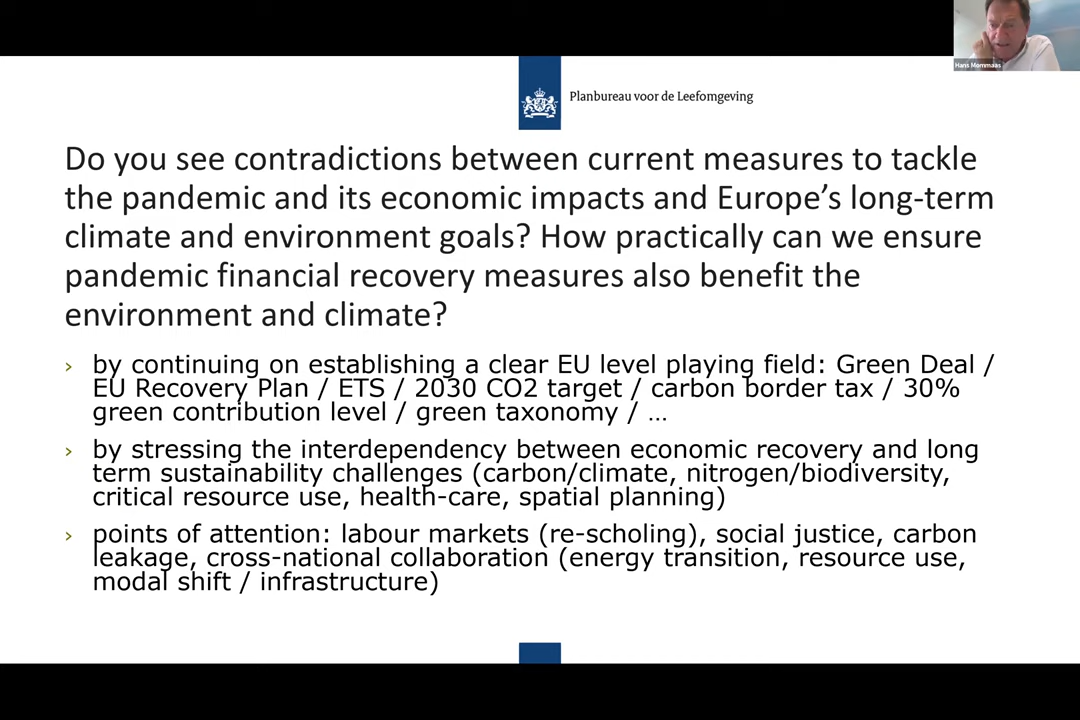 Hans Mommaas
Planbureau voor de Leefomgeving
Do you see contradictions between current measures to tackle
the pandemic and its economic impacts and Europe’s long-term
climate and environment goals? How practically can we ensure
pandemic financial recovery measures also benefit the
environment and climate?
› by continuing on establishing a clear EU level playing field: Green Deal /
EU Recovery Plan / ETS / 2030 CO2 target / carbon border tax / 30%
green contribution level / green taxonomy / …
› by stressing the interdependency between economic recovery and long
term sustainability challenges (carbon/climate, nitrogen/biodiversity,
critical resource use, health-care, spatial planning)
› points of attention: labour markets (re-scholing), social justice, carbon
leakage, cross-national collaboration (energy transition, resource use,
modal shift / infrastructure)